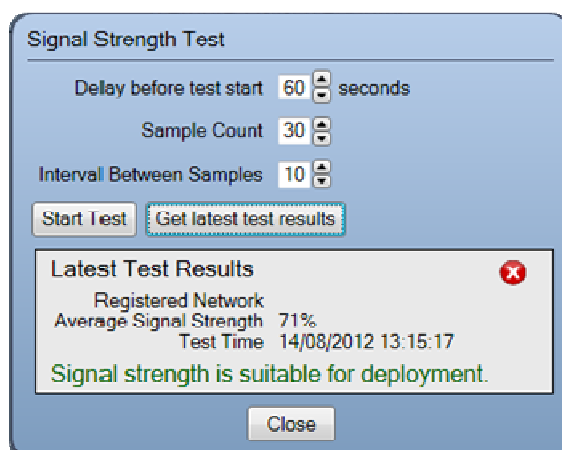 Signal Strength Test
Delay before test start 60 seconds
Sample Count 30
Interval Between Samples 10
Start Test Get latest test results
Latest Test Results
Registered Network
Average Signal Strength 71%
Test Time 14/08/2012 13:15:17
Signal strength is suitable for deployment.
Close